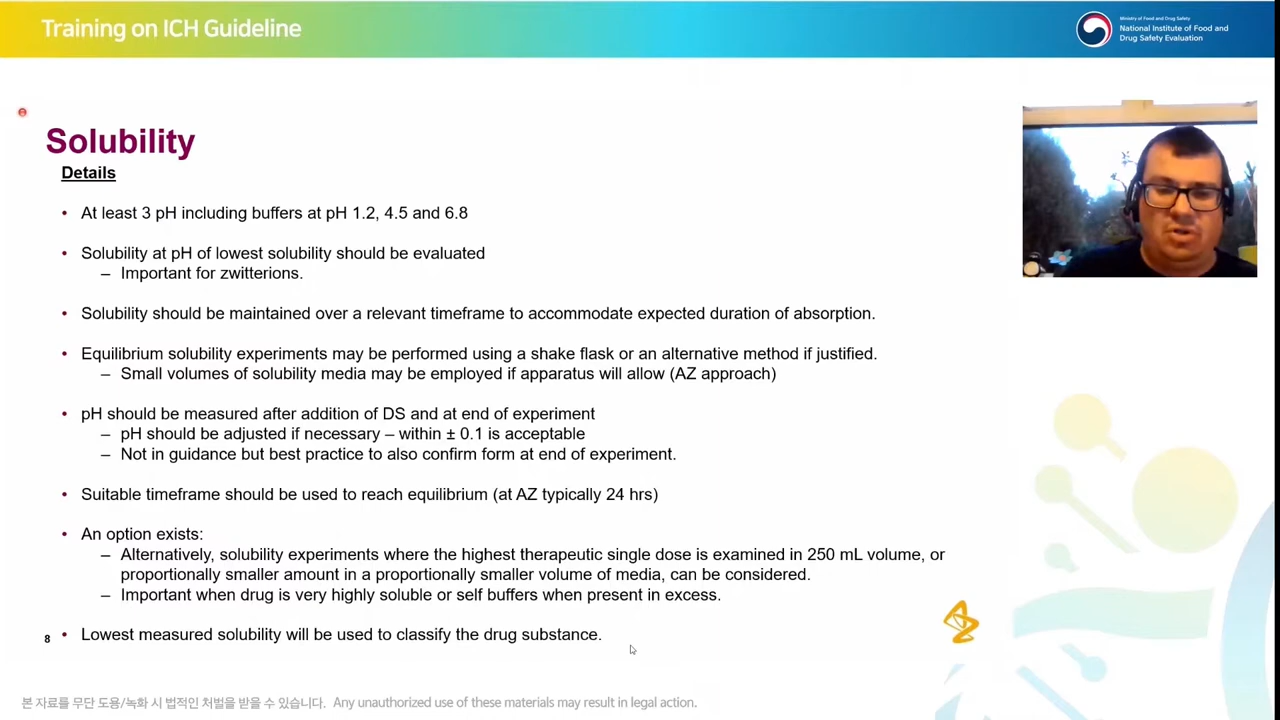 Training on ICH Guideline
Ministry of Food and Drug Safety
National Institute of Food and
Drug Safety Evaluation
Solubility
Details
• At least 3 pH including buffers at pH 1.2, 4.5 and 6.8
• Solubility at pH of lowest solubility should be evaluated
– Important for zwitterions.
• Solubility should be maintained over a relevant timeframe to accommodate expected duration of absorption.
• Equilibrium solubility experiments may be performed using a shake flask or an alternative method if justified.
– Small volumes of solubility media may be employed if apparatus will allow (AZ approach)
• pH should be measured after addition of DS and at end of experiment
– pH should be adjusted if necessary – within ± 0.1 is acceptable
– Not in guidance but best practice to also confirm form at end of experiment.
• Suitable timeframe should be used to reach equilibrium (at AZ typically 24 hrs)
• An option exists:
– Alternatively, solubility experiments where the highest therapeutic single dose is examined in 250 mL volume, or
proportionally smaller amount in a proportionally smaller volume of media, can be considered.
– Important when drug is very highly soluble or self buffers when present in excess.
8 • Lowest measured solubility will be used to classify the drug substance.
본 자료를 무단 도용/녹화 시 법적인 처벌을 받을 수 있습니다. Any unauthorized use of these materials may result in legal action.